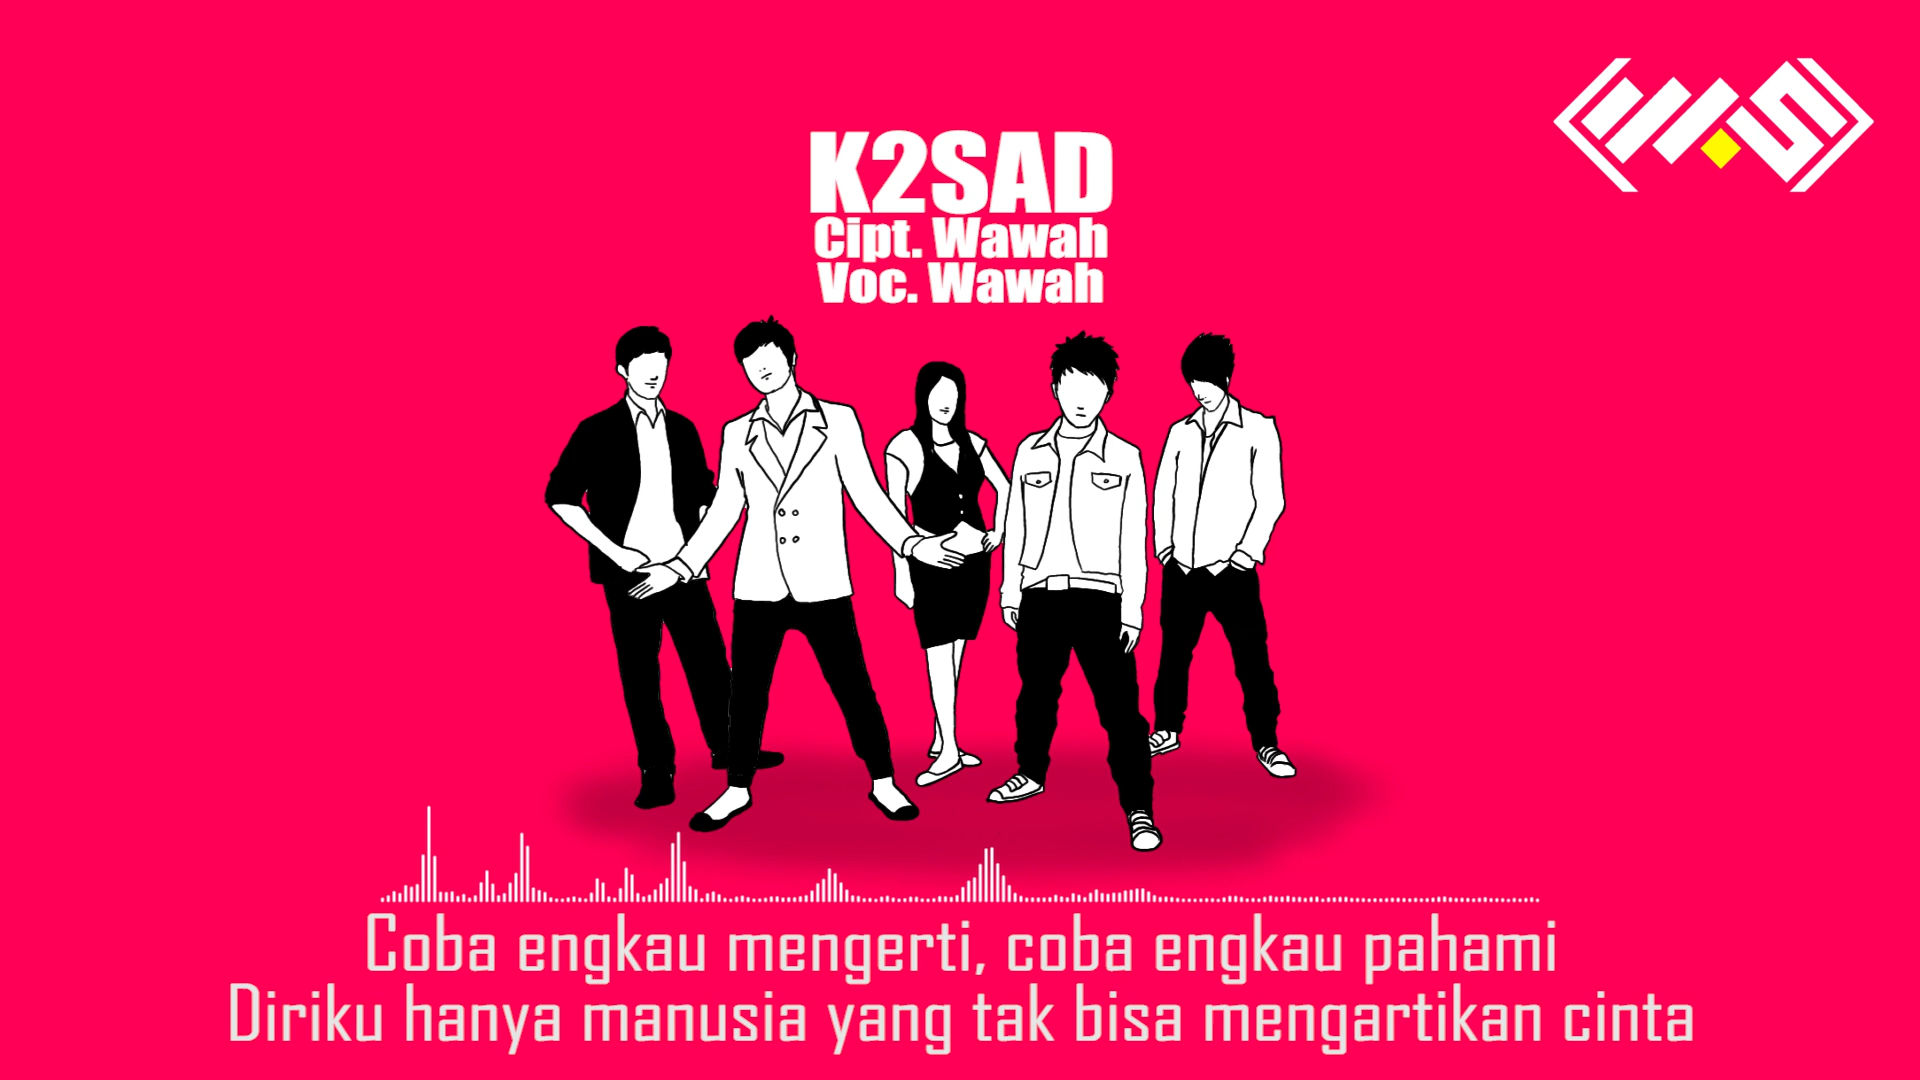 K2SAD
Cipt. Wawah
Voc. Wawah
Coba engkau mengerti, coba engkau pahami
Diriku hanya manusia yang tak bisa mengartikan cinta